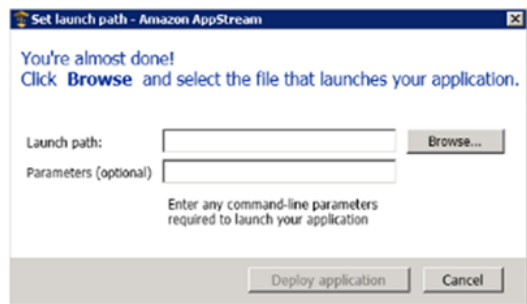 Set launch path - Amazon AppStream
You're almost done!
Click Browse and select the file that launches your application.
Launch path:
Browse...
Parameters (optional)
Enter any command-line parameters
required to launch your application
Deploy application
Cancel